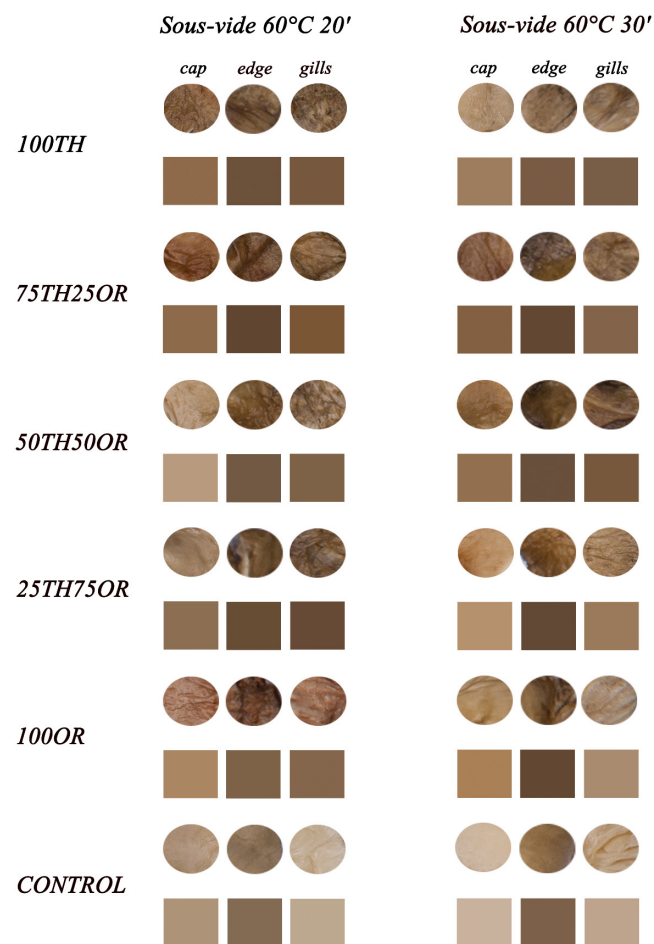 Sous-vide 60°C 20' Sous-vide 60°C 30'
cap edge gills cap edge gills
100TH
75TH25OR
50TH50OR
25TH75OR
100OR
CONTROL